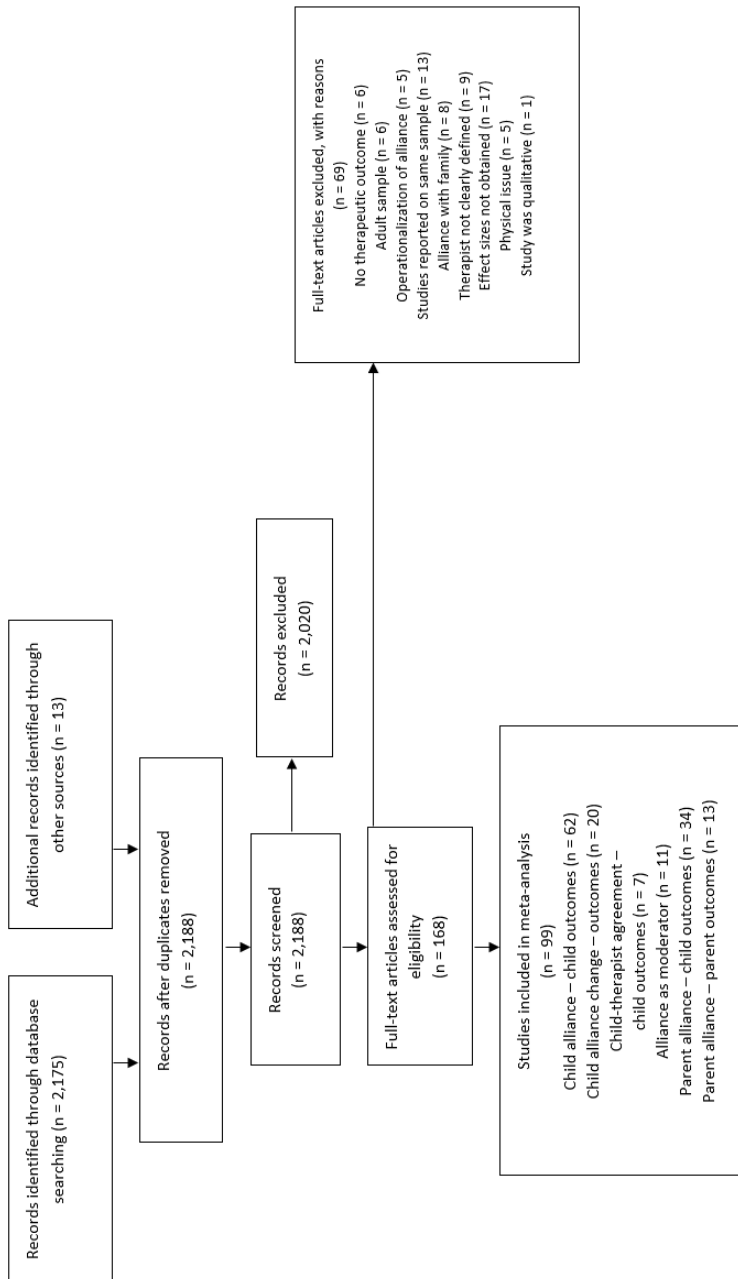 Records identified through database
searching (n = 2,175)
Additional records identified through
other sources (n = 13)
Records after duplicates removed
(n = 2,188)
Records screened
(n = 2,188)
Records excluded
(n = 2,020)
Full-text articles assessed for
eligibility
(n = 168)
Full-text articles excluded, with reasons
(n = 69)
No therapeutic outcome (n = 6)
Adult sample (n = 6)
Operationalization of alliance (n = 5)
Studies reported on same sample (n = 13)
Alliance with family (n = 8)
Therapist not clearly defined (n = 9)
Effect sizes not obtained (n = 17)
Physical issue (n = 5)
Study was qualitative (n = 1)
Studies included in meta-analysis
(n = 99)
Child alliance – child outcomes (n = 62)
Child alliance change – outcomes (n = 20)
Child-therapist agreement –
child outcomes (n = 7)
Alliance as moderator (n = 11)
Parent alliance – child outcomes (n = 34)
Parent alliance – parent outcomes (n = 13)